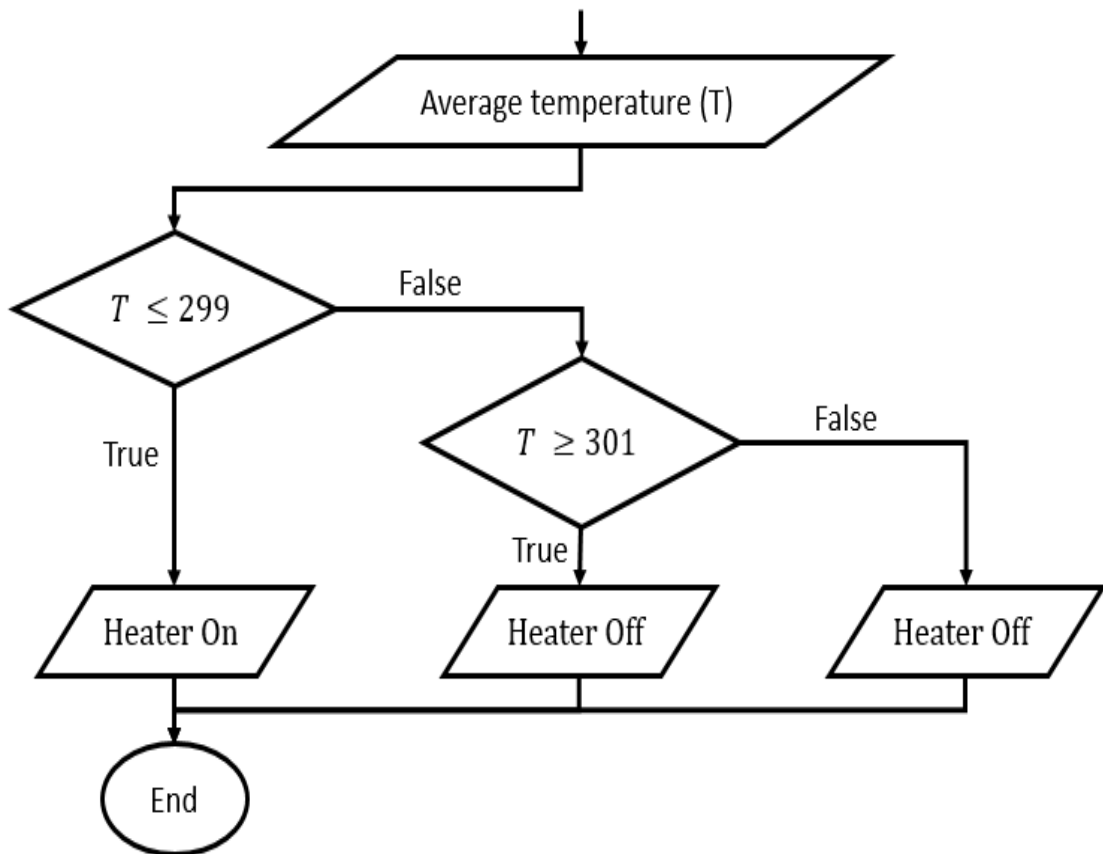 Average temperature (T)
T ≤ 299
False
T ≥ 301
False
True
True
Heater On
Heater Off
Heater Off
End